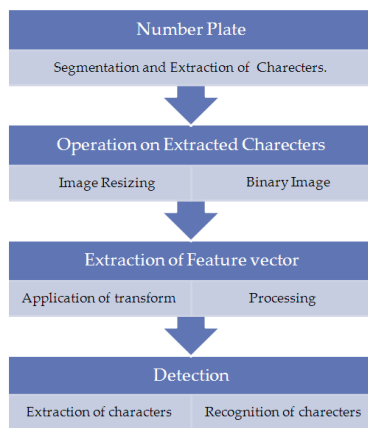 Number Plate
Segmentation and Extraction of Charecters.
Operation on Extracted Charecters
Image Resizing
Binary Image
Extraction of Feature vector
Application of transform
Processing
Detection
Extraction of characters
Recognition of charecters